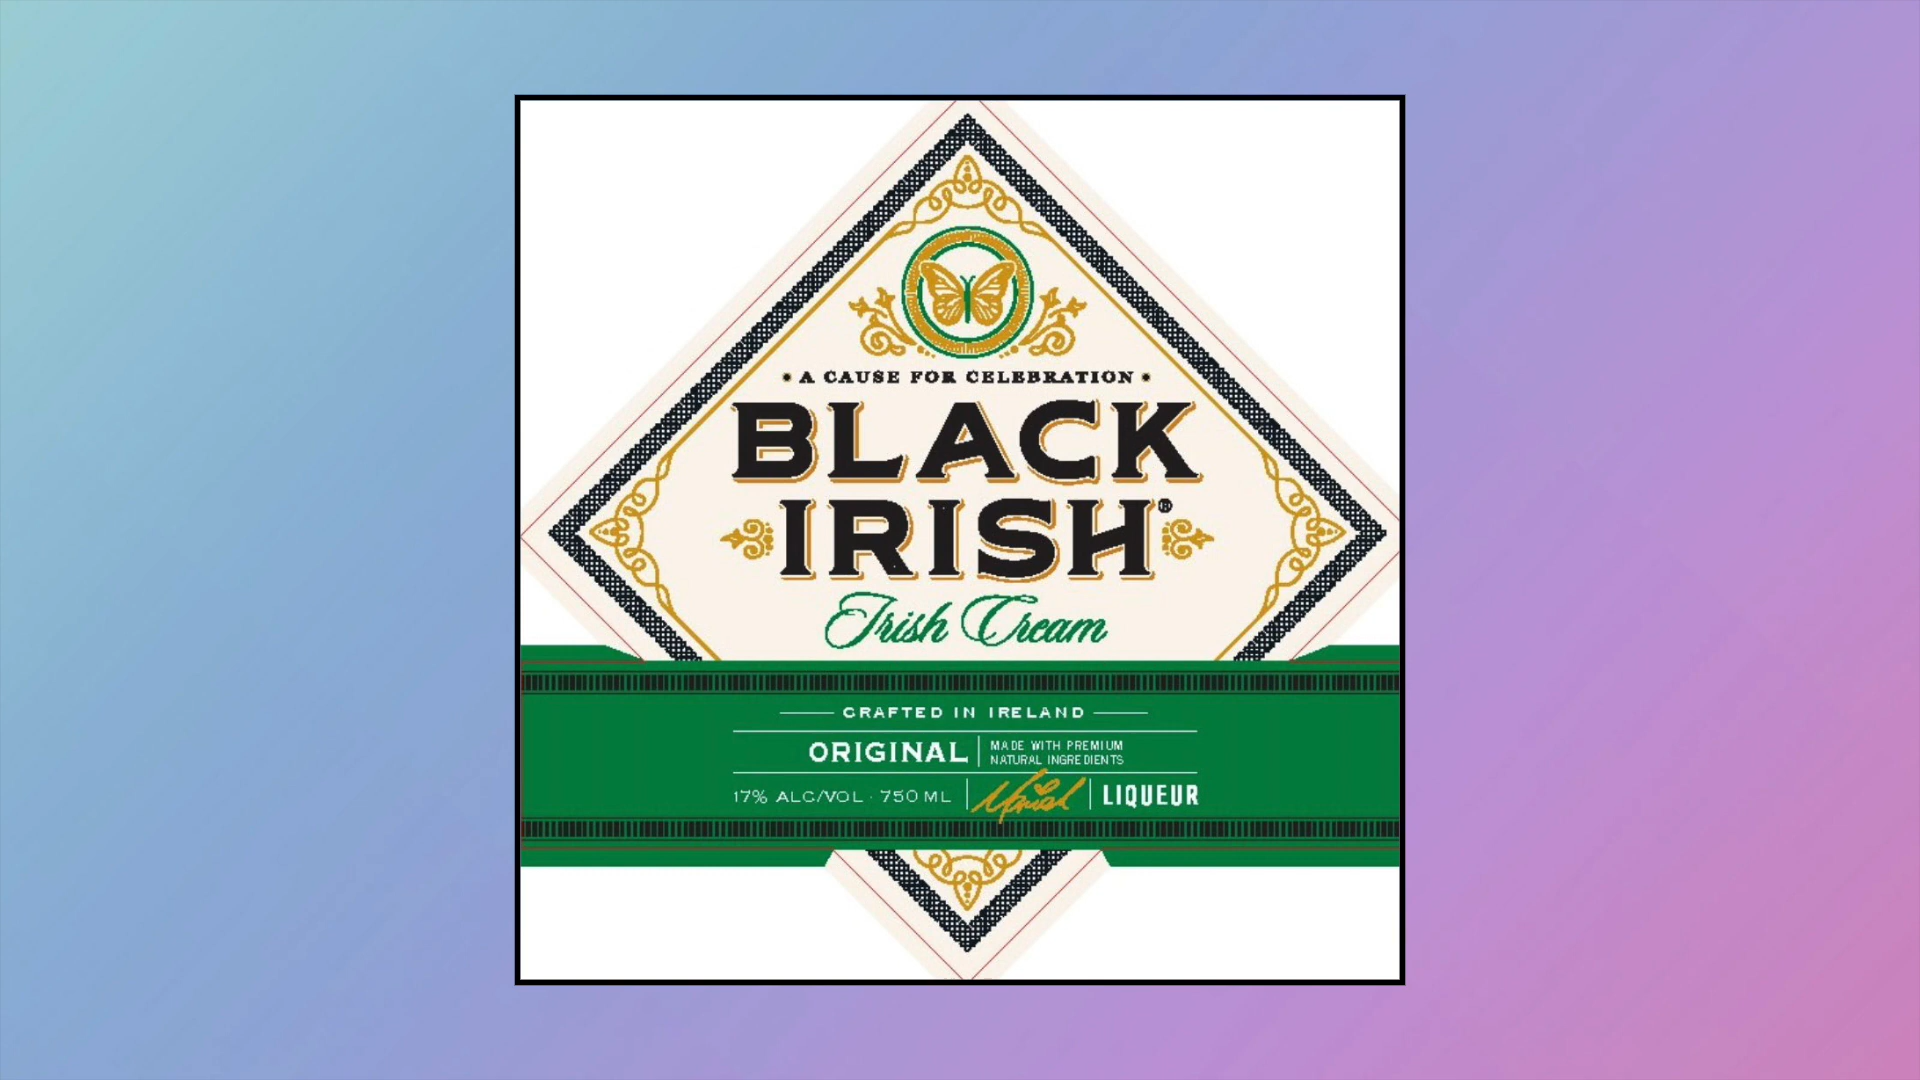 • A CAUSE FOR CELEBRATION •
BLACK
IRISH®
Irish Cream
CRAFTED IN IRELAND
ORIGINAL | MADE WITH PREMIUM
NATURAL INGREDIENTS
17% ALC/VOL · 750 ML | | LIQUEUR